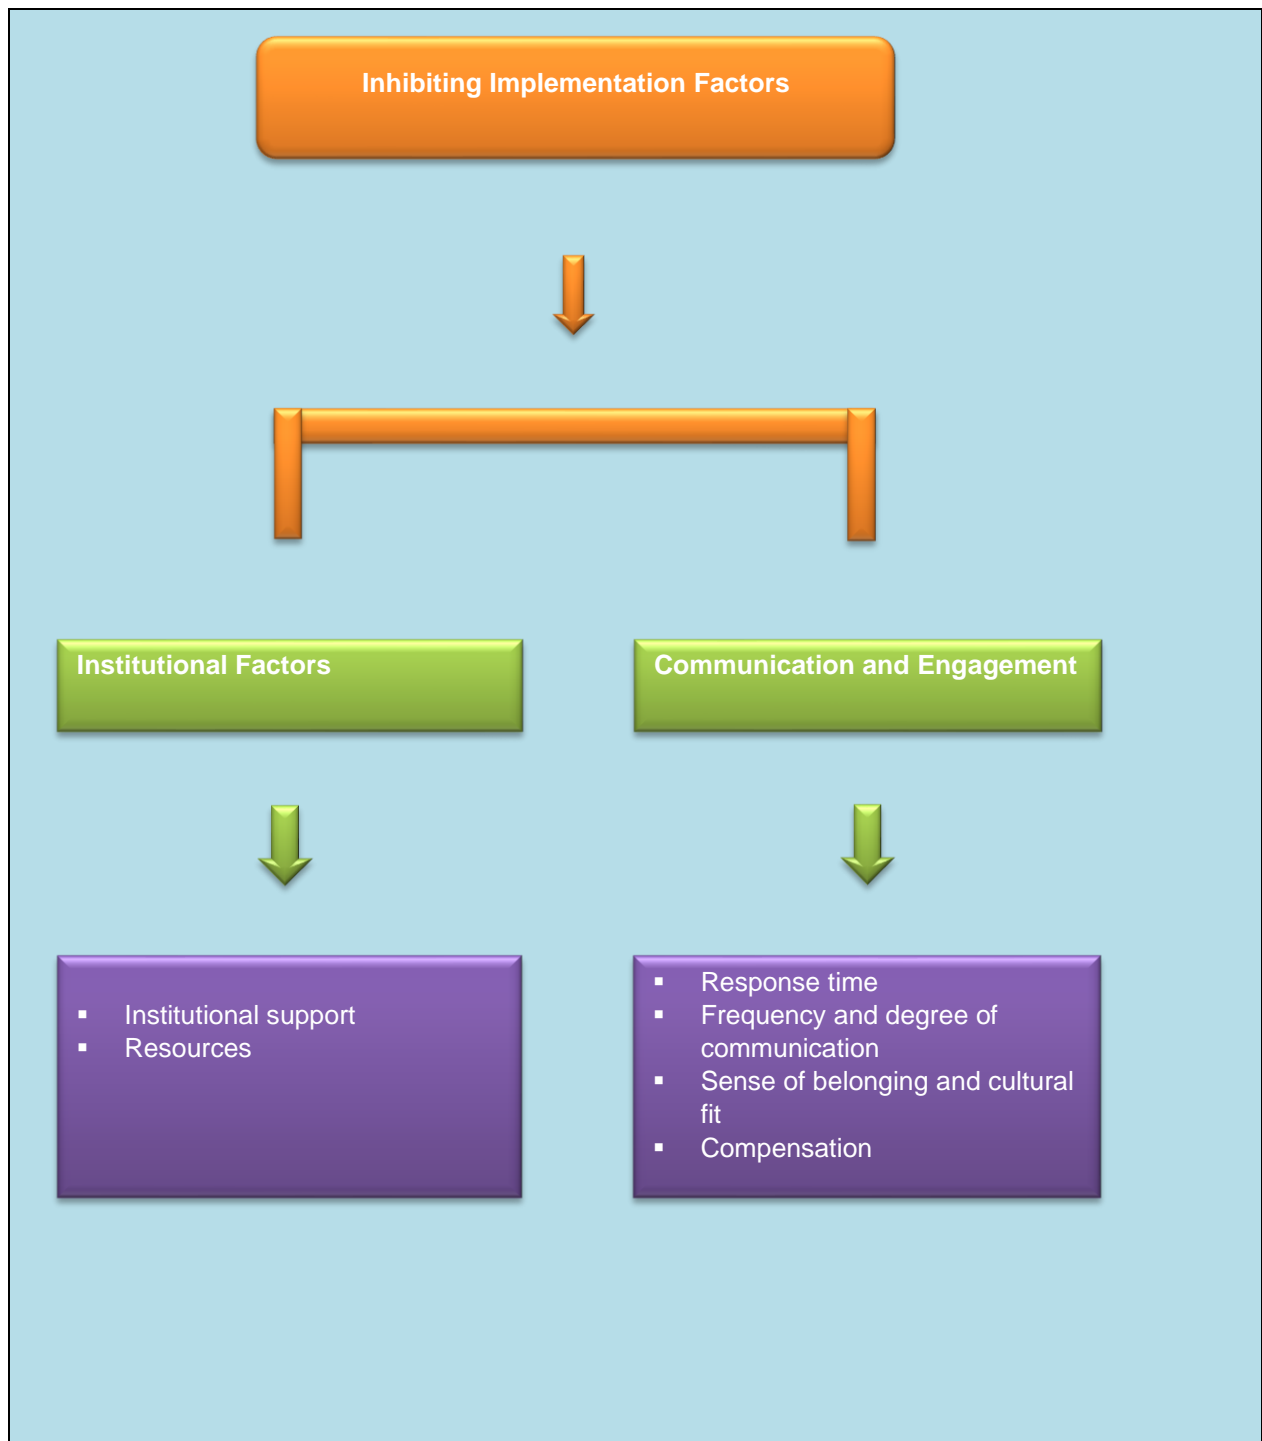 Inhibiting Implementation Factors
Institutional Factors
Communication and Engagement
▪ Institutional support
▪ Resources
▪ Response time
▪ Frequency and degree of
communication
▪ Sense of belonging and cultural
fit
▪ Compensation